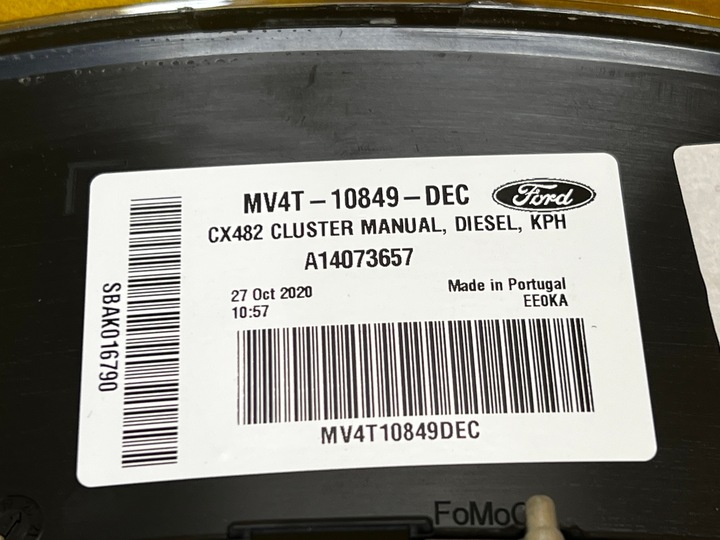 MV4T-10849-DEC Ford
CX482 CLUSTER MANUAL, DIESEL, KPH
A14073657
27 Oct 2020
10:57
Made in Portugal
EE0KA
SBAK016790
MV4T10849DEC
FoMoC